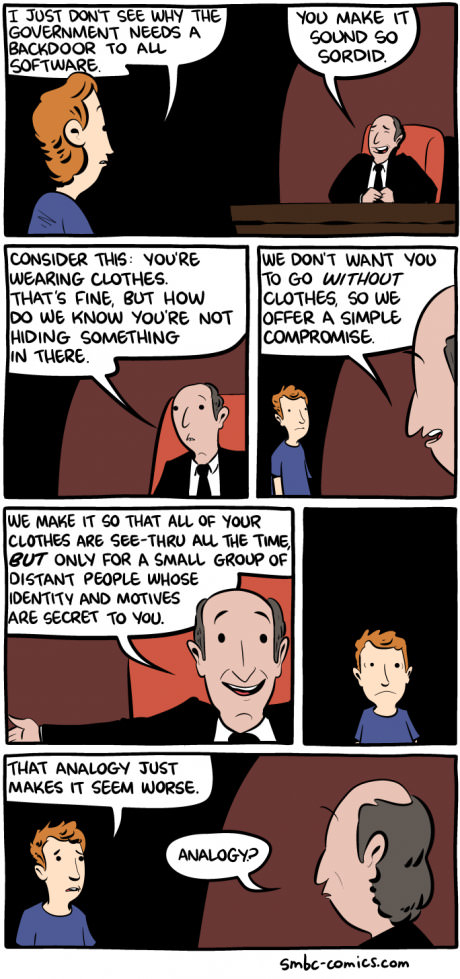 I JUST DON'T SEE WHY THE
GOVERNMENT NEEDS A
BACKDOOR TO ALL
SOFTWARE.
YOU MAKE IT
SOUND SO
SORDID.
CONSIDER THIS: YOU'RE
WEARING CLOTHES.
THAT'S FINE, BUT HOW
DO WE KNOW YOU'RE NOT
HIDING SOMETHING
IN THERE.
WE DON'T WANT YOU
TO GO WITHOUT
CLOTHES, SO WE
OFFER A SIMPLE
COMPROMISE.
WE MAKE IT SO THAT ALL OF YOUR
CLOTHES ARE SEE-THRU ALL THE TIME,
BUT ONLY FOR A SMALL GROUP OF
DISTANT PEOPLE WHOSE
IDENTITY AND MOTIVES
ARE SECRET TO YOU.
THAT ANALOGY JUST
MAKES IT SEEM WORSE.
ANALOGY?
smbc-comics.com